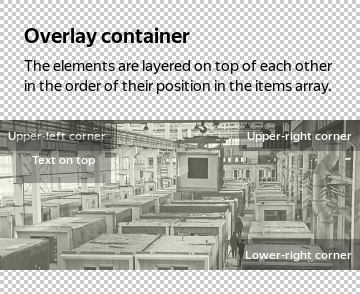 Overlay container
The elements are layered on top of each other
in the order of their position in the items array.
Upper-left corner
Upper-right corner
Text on top
Lower-right corner